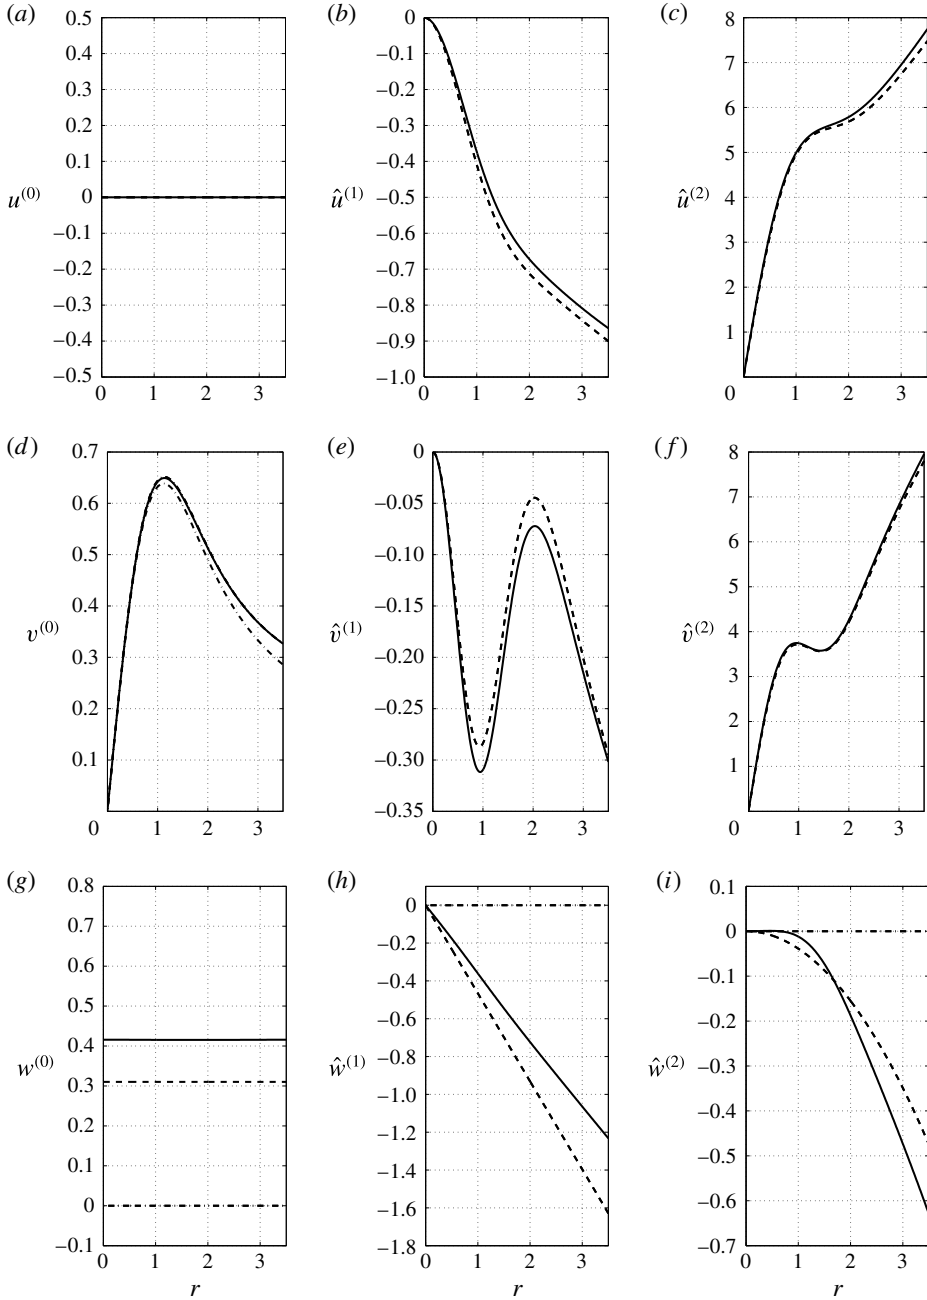 (a)
0.5
0.4
0.3
0.2
0.1
0
−0.1
−0.2
−0.3
−0.4
−0.5
u(0)
0 1 2 3
(b)
0
−0.1
−0.2
−0.3
−0.4
−0.5
−0.6
−0.7
−0.8
−0.9
−1.0
û(1)
0 1 2 3
(c)
8
7
6
5
4
3
2
1
û(2)
0 1 2 3
(d)
0.7
0.6
0.5
0.4
0.3
0.2
0.1
v(0)
0 1 2 3
(e)
0
−0.05
−0.10
−0.15
−0.20
−0.25
−0.30
−0.35
v̂(1)
0 1 2 3
(f)
8
7
6
5
4
3
2
1
v̂(2)
0 1 2 3
(g)
0.8
0.7
0.6
0.5
0.4
0.3
0.2
0.1
0
−0.1
w(0)
0 1 2 3
r
(h)
0
−0.2
−0.4
−0.6
−0.8
−1.0
−1.2
−1.4
−1.6
−1.8
ŵ(1)
0 1 2 3
r
(i)
0.1
0
−0.1
−0.2
−0.3
−0.4
−0.5
−0.6
−0.7
ŵ(2)
0 1 2 3
r